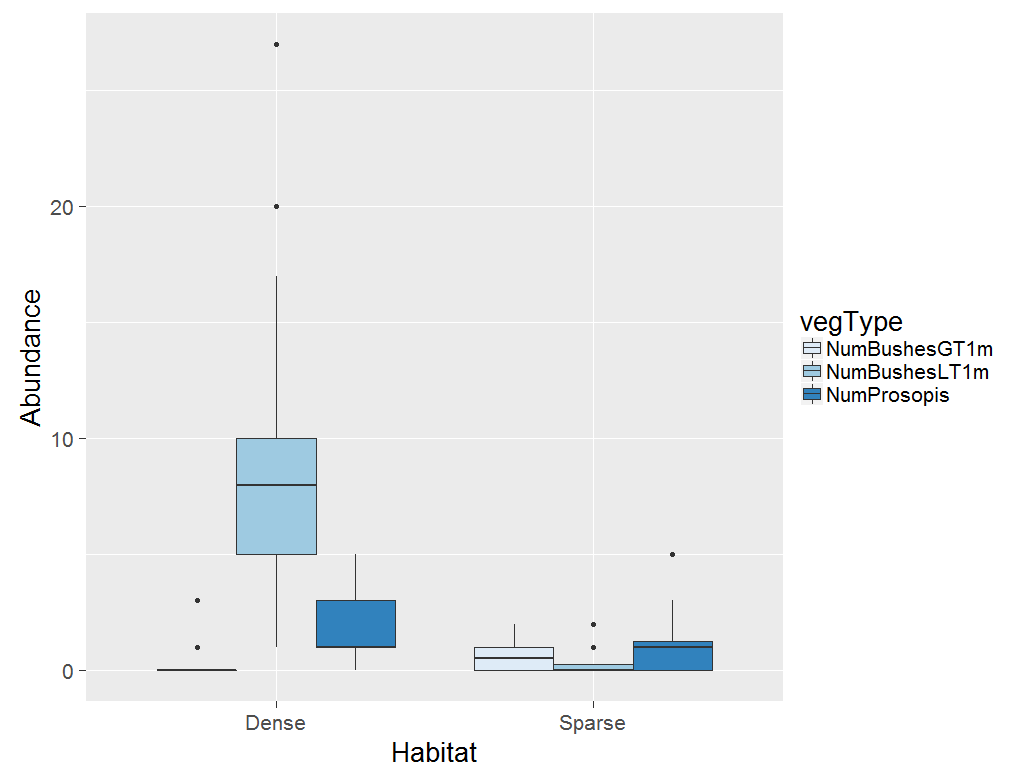 20
10
0
Abundance
Dense
Sparse
Habitat
vegType
NumBushesGT1m
NumBushesLT1m
NumProsopis